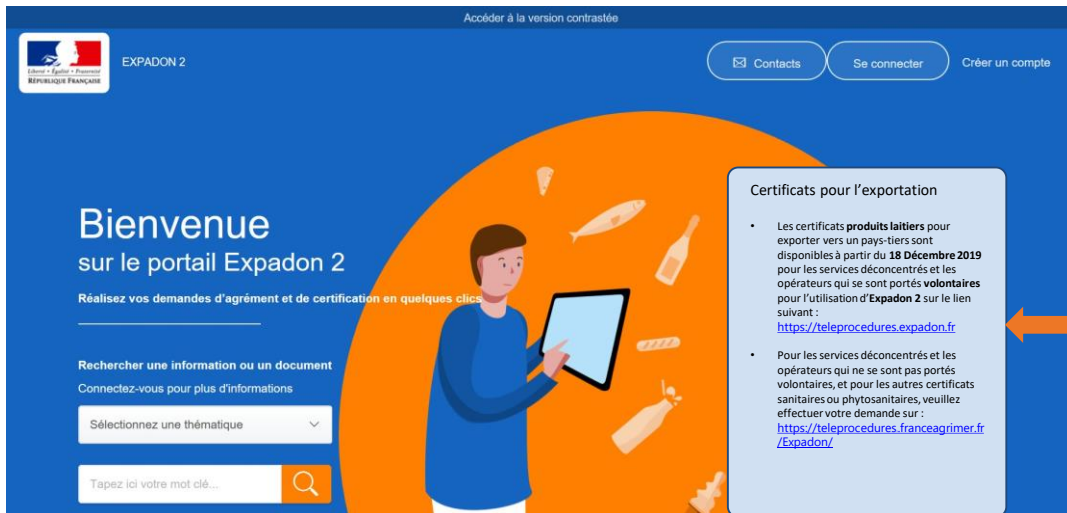 Accéder à la version contrastée
Liberté • Égalité • Fraternité
RÉPUBLIQUE FRANÇAISE
EXPADON 2
Contacts
Se connecter
Créer un compte
Bienvenue
sur le portail Expadon 2
Réalisez vos demandes d'agrément et de certification en quelques clics
Rechercher une information ou un document
Connectez-vous pour plus d'informations
Sélectionnez une thématique
Tapez ici votre mot clé...
Certificats pour l'exportation
• Les certificats produits laitiers pour
exporter vers un pays-tiers sont
disponibles à partir du 18 Décembre 2019
pour les services déconcentrés et les
opérateurs qui se sont portés volontaires
pour l'utilisation d'Expadon 2 sur le lien
suivant :
https://teleprocedures.expadon.fr
• Pour les services déconcentrés et les
opérateurs qui ne se sont pas portés
volontaires, et pour les autres certificats
sanitaires ou phytosanitaires, veuillez
effectuer votre demande sur :
https://teleprocedures.franceagrimer.fr
/Expadon/